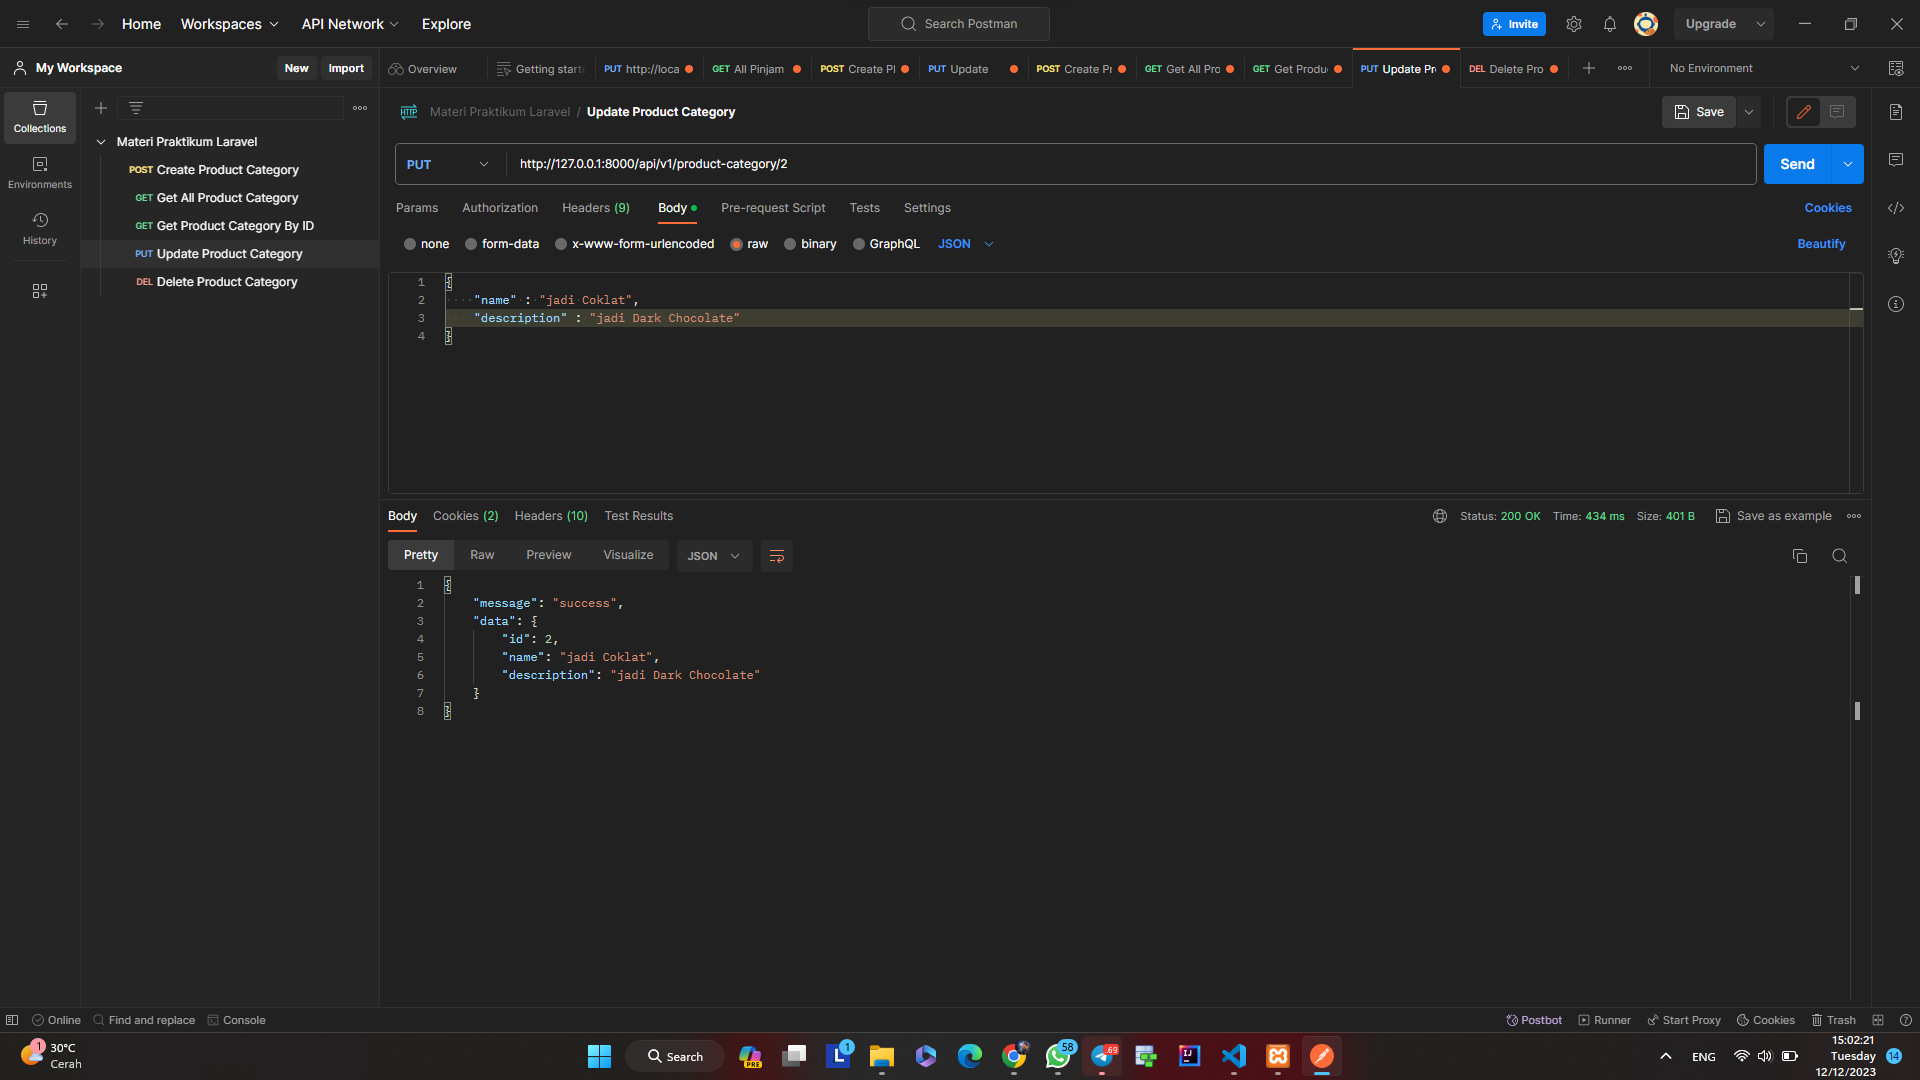 Home Workspaces API Network Explore Search Postman Invite Upgrade
My Workspace New Import Overview Getting start PUT http://loca GET All Pinjam POST Create Pl PUT Update POST Create Pr GET Get All Pro GET Get Produ PUT Update Pr DEL Delete Pro No Environment
Collections
Environments
History
Materi Praktikum Laravel
POST Create Product Category
GET Get All Product Category
GET Get Product Category By ID
PUT Update Product Category
DEL Delete Product Category
HTTP Materi Praktikum Laravel / Update Product Category Save
PUT http://127.0.0.1:8000/api/v1/product-category/2 Send
Params Authorization Headers (9) Body Pre-request Script Tests Settings Cookies
none form-data x-www-form-urlencoded raw binary GraphQL JSON Beautify
1 {
2 "name" : "jadi Coklat",
3 "description" : "jadi Dark Chocolate"
4 }
Body Cookies (2) Headers (10) Test Results Status: 200 OK Time: 434 ms Size: 401 B Save as example
Pretty Raw Preview Visualize JSON
1 {
2 "message": "success",
3 "data": {
4 "id": 2,
5 "name": "jadi Coklat",
6 "description": "jadi Dark Chocolate"
7 }
8 }
Online Find and replace Console Postbot Runner Start Proxy Cookies Trash
1 30°C
Cerah
Search PRE L 1 58 69 IJ
ENG
15:02:21
Tuesday 14
12/12/2023